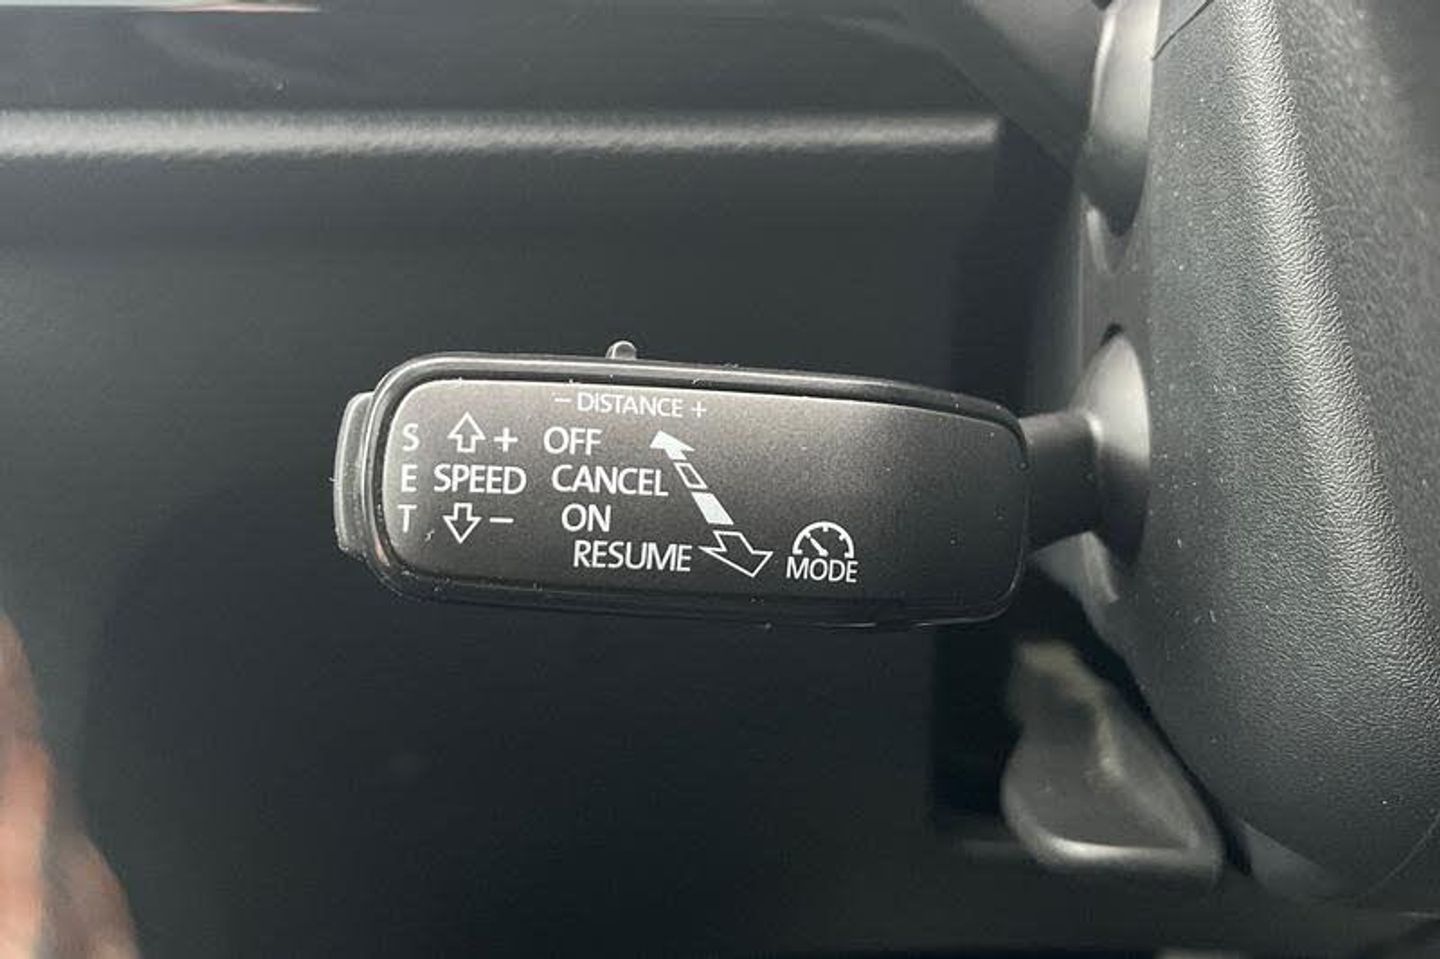 – DISTANCE +
S + OFF
E SPEED CANCEL
T – ON
RESUME
MODE